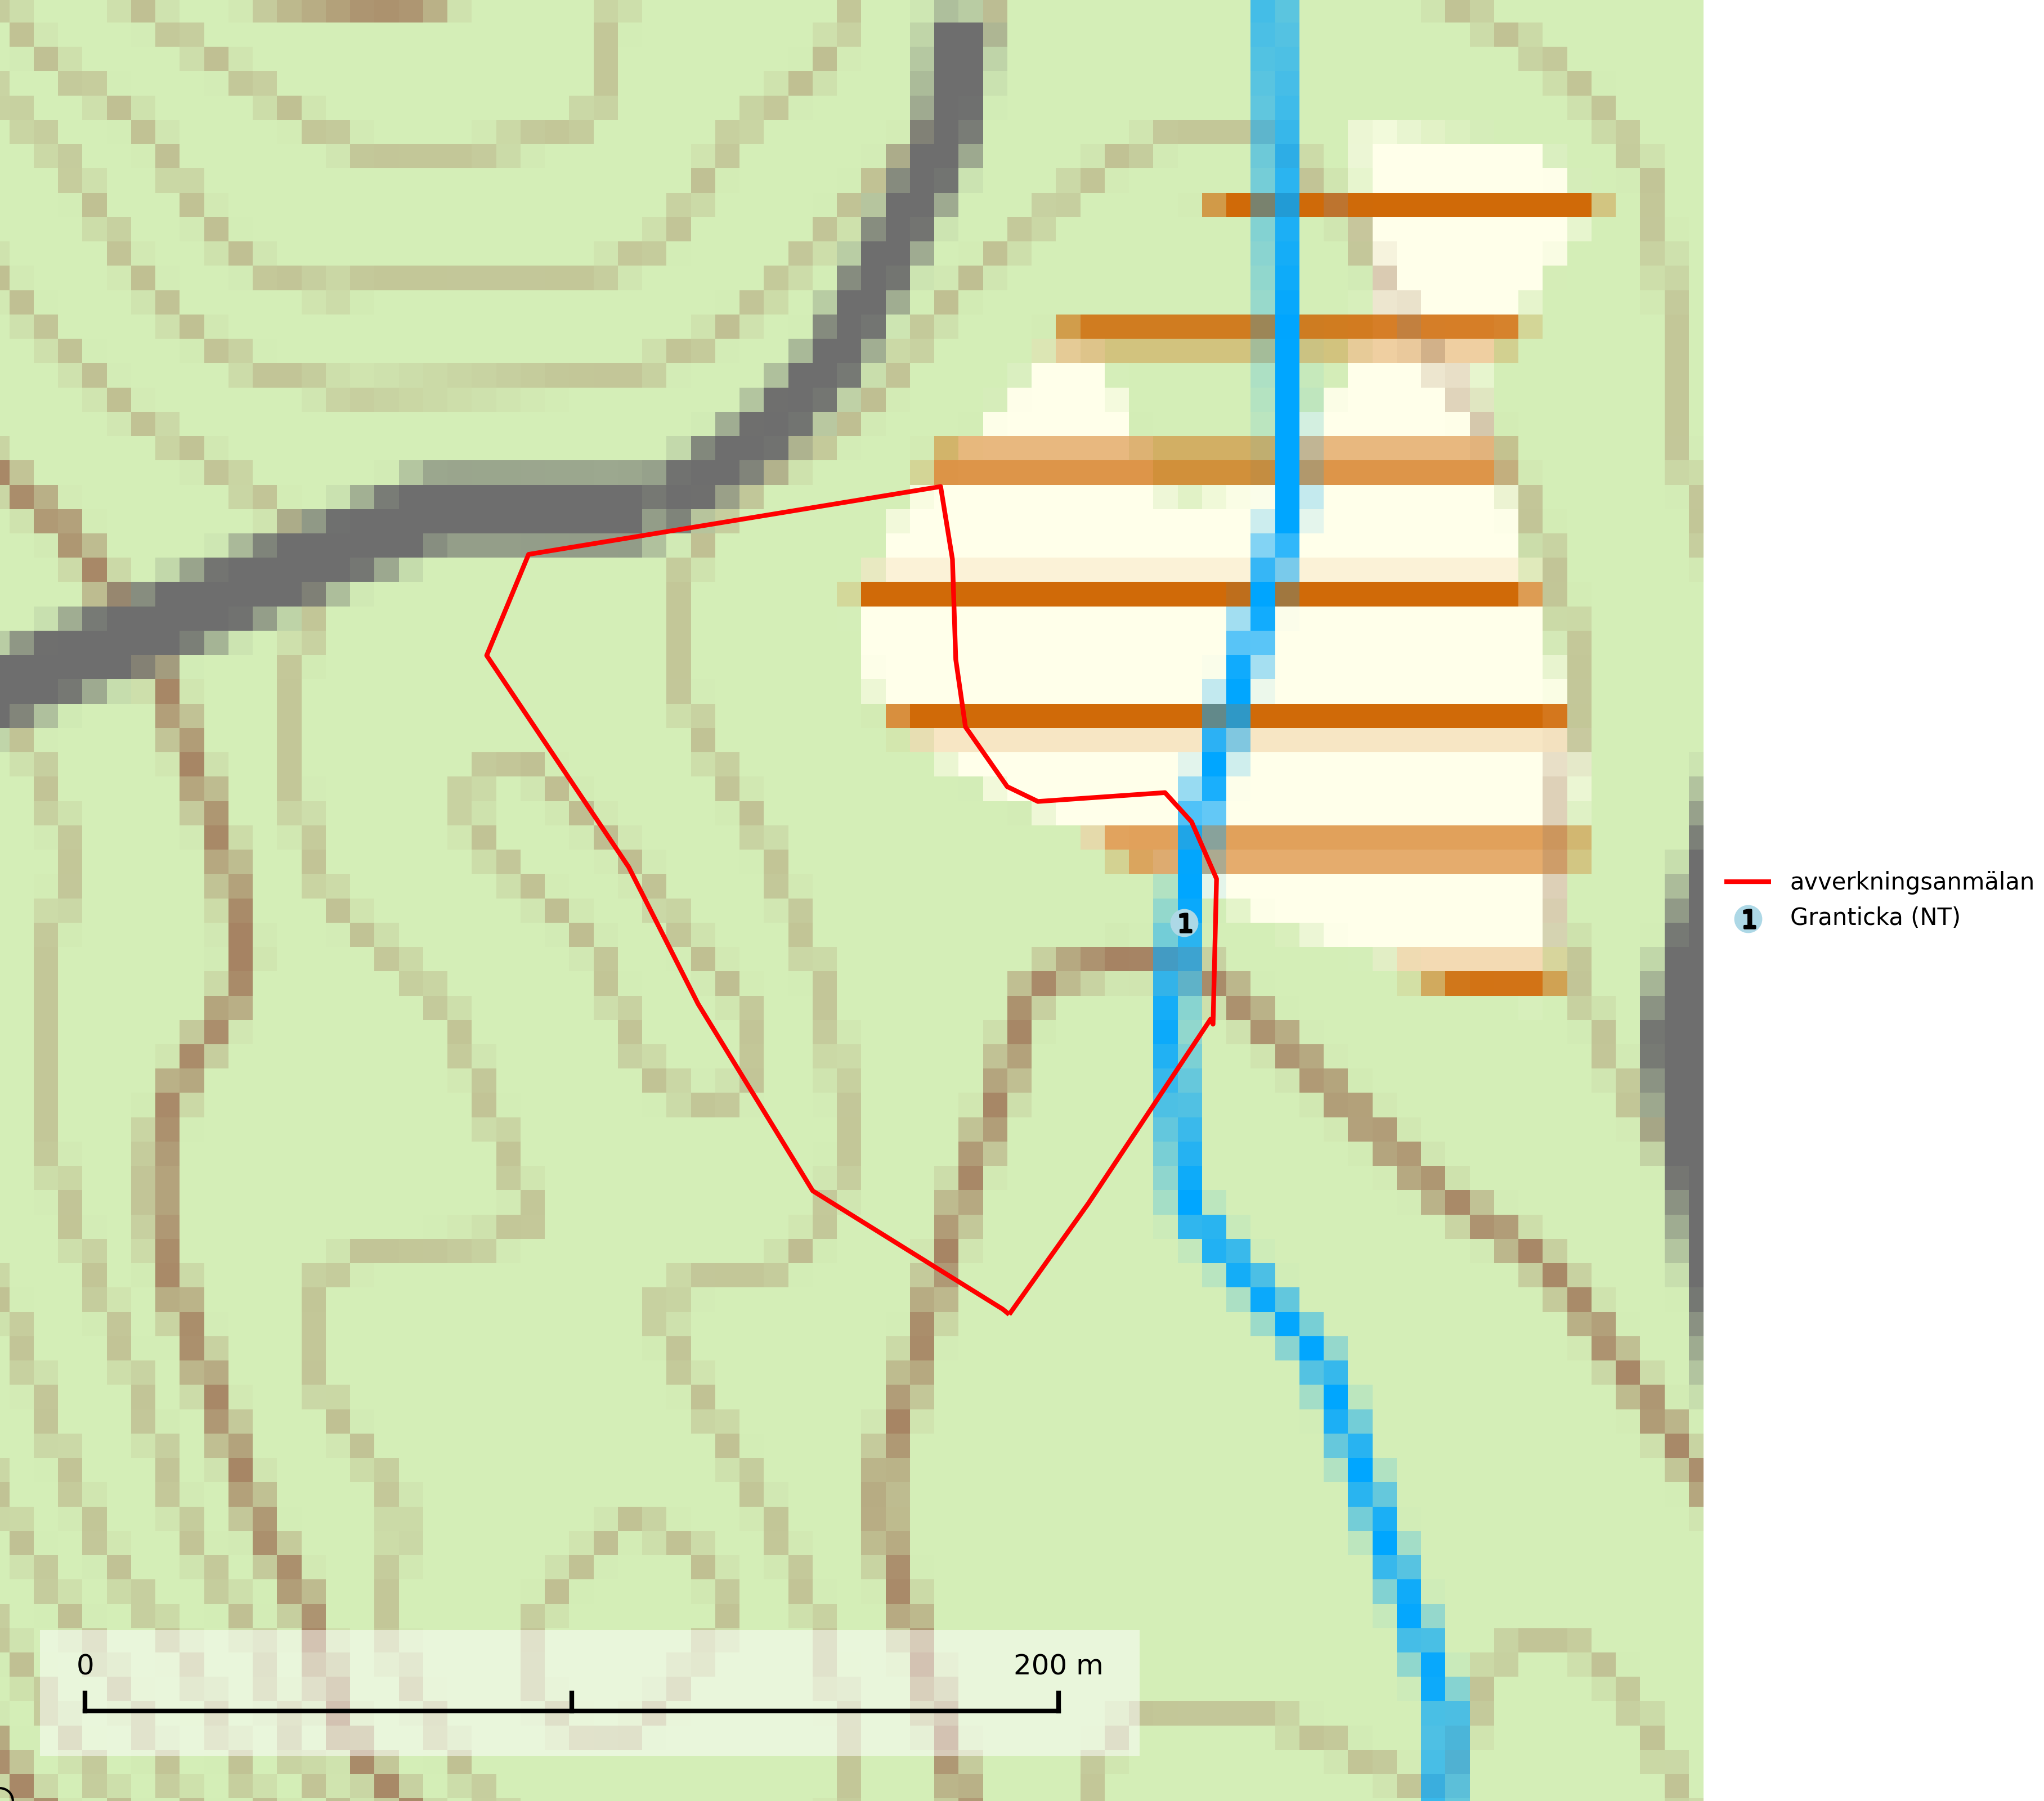 1
avverkningsanmälan
1 Granticka (NT)
0 200 m